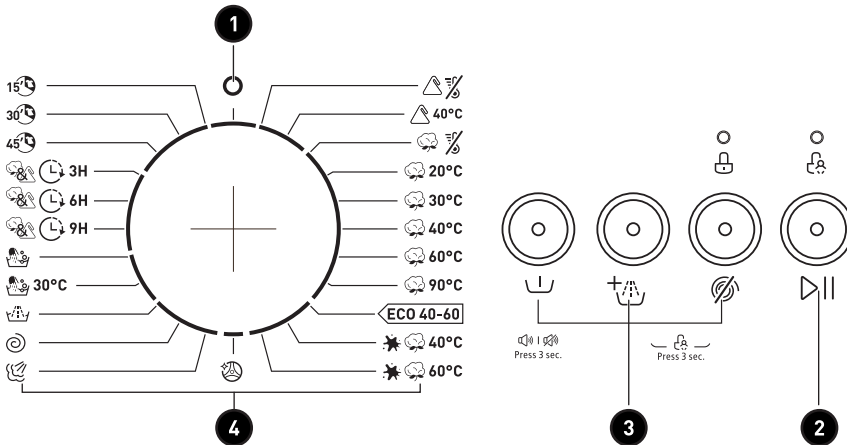 1
15'
30'
45'
& 3H
& 6H
& 9H
30°C
40°C
20°C
30°C
40°C
60°C
90°C
ECO 40-60
40°C
60°C
4
+
Press 3 sec.
Press 3 sec.
3
2